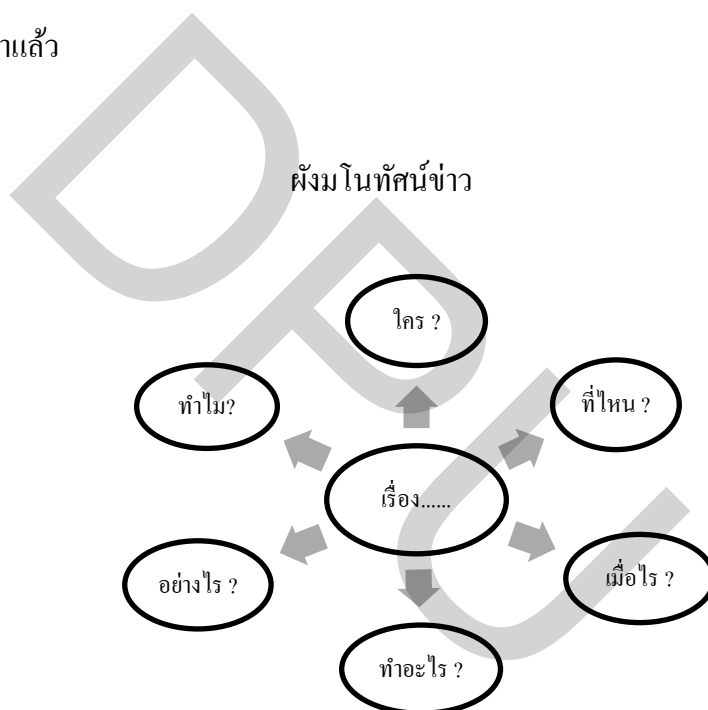 าแล้ว
ผังมโนทัศน์ข่าว
ใคร ?
ทำไม?
ที่ไหน ?
เรื่อง......
อย่างไร ?
เมื่อไร ?
ทำอะไร ?
DPU